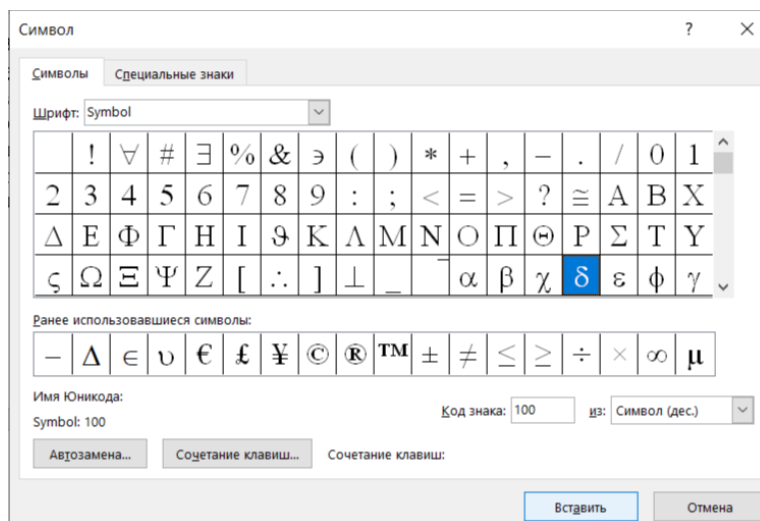 Символ ? ×
Символы Специальные знаки
Шрифт: Symbol
! ∀ # ∃ % & ∍ ( ) ∗ + , − . / 0 1
2 3 4 5 6 7 8 9 : ; < = > ? ≅ Α Β Χ
Δ Ε Φ Γ Η Ι ϑ Κ Λ Μ Ν Ο Π Θ Ρ Σ Τ Υ
ς Ω Ξ Ψ Ζ [ ∴ ] ⊥ _ ‾ α β χ δ ε φ γ
Ранее использовавшиеся символы:
− Δ ∈ υ € £ ¥ © ® ™ ± ≠ ≤ ≥ ÷ × ∞ µ
Имя Юникода:
Symbol: 100
Код знака: 100 из: Символ (дес.)
Автозамена... Сочетание клавиш... Сочетание клавиш:
Вставить Отмена